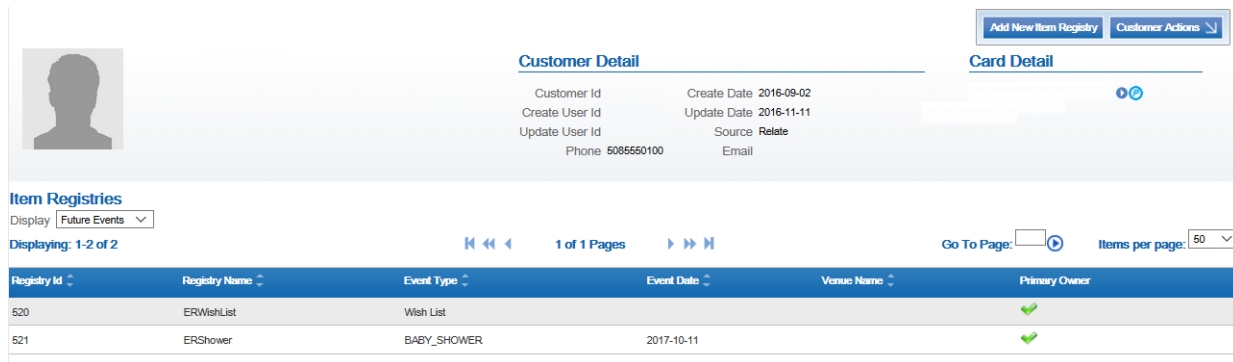 Add New Item Registry Customer Actions
Customer Detail Card Detail
Customer Id Create Date 2016-09-02
Create User Id Update Date 2016-11-11
Update User Id Source Relate
Phone 5085550100 Email
Item Registries
Display Future Events
Displaying: 1-2 of 2 1 of 1 Pages Go To Page: Items per page: 50
Registry Id Registry Name Event Type Event Date Venue Name Primary Owner
520 ERWishList Wish List
521 ERShower BABY_SHOWER 2017-10-11